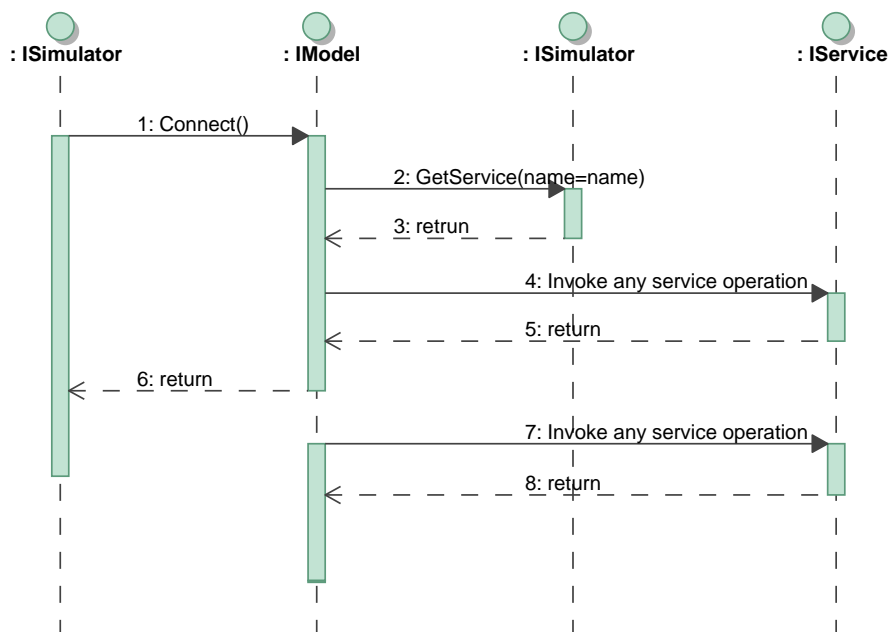 : ISimulator
: IModel
: ISimulator
: IService
1: Connect()
2: GetService(name=name)
3: retrun
4: Invoke any service operation
5: return
6: return
7: Invoke any service operation
8: return